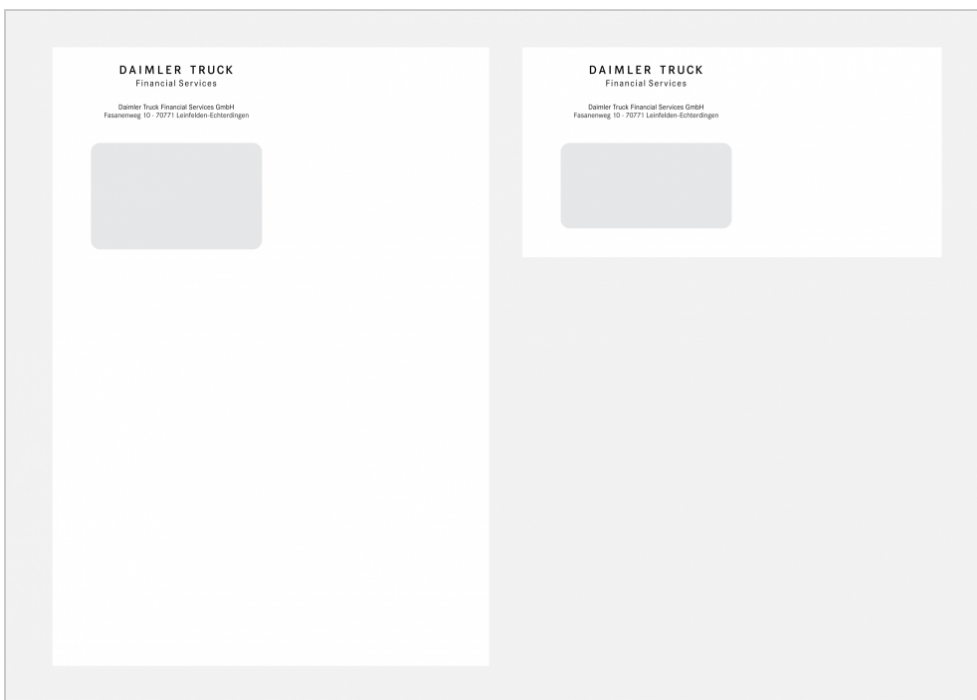 DAIMLER TRUCK
Financial Services
Daimler Truck Financial Services GmbH
Fasanenweg 10 · 70771 Leinfelden-Echterdingen
DAIMLER TRUCK
Financial Services
Daimler Truck Financial Services GmbH
Fasanenweg 10 · 70771 Leinfelden-Echterdingen